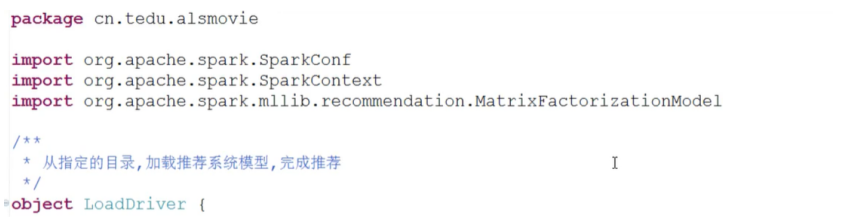 package cn.tedu.alsmovie
import org.apache.spark.SparkConf
import org.apache.spark.SparkContext
import org.apache.spark.mllib.recommendation.MatrixFactorizationModel
/**
 * 从指定的目录,加载推荐系统模型,完成推荐
 */
object LoadDriver {